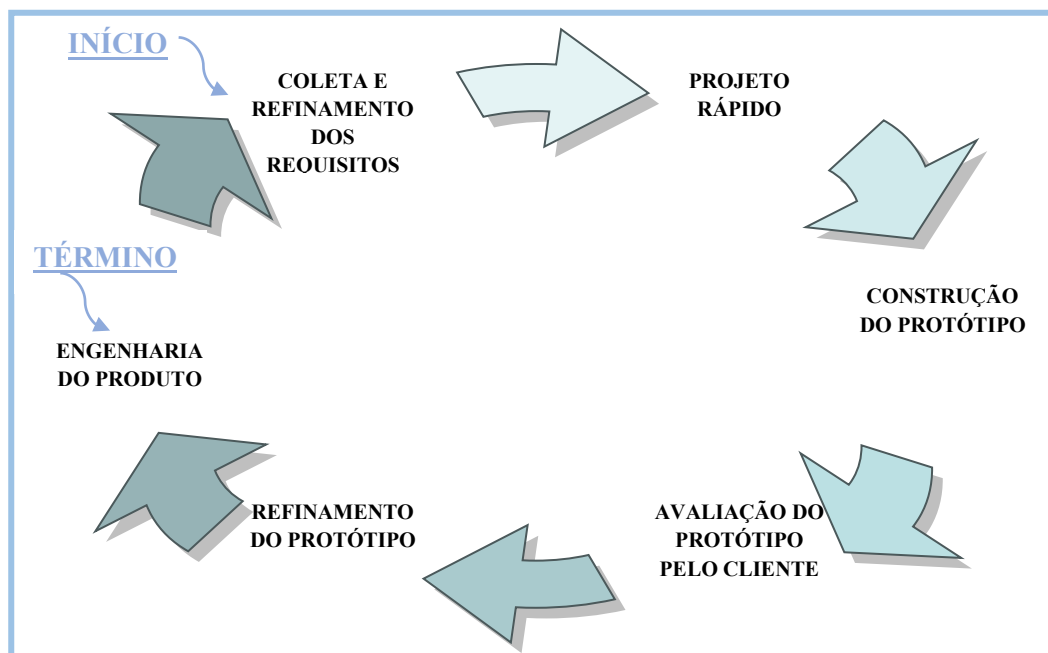 INÍCIO
COLETA E
REFINAMENTO
DOS
REQUISITOS
PROJETO
RÁPIDO
CONSTRUÇÃO
DO PROTÓTIPO
AVALIAÇÃO DO
PROTÓTIPO
PELO CLIENTE
REFINAMENTO
DO PROTÓTIPO
TÉRMINO
ENGENHARIA
DO PRODUTO